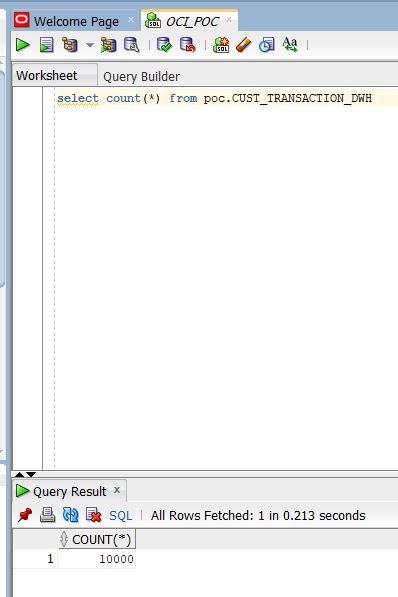 Welcome Page OCI_POC
Worksheet Query Builder
select count(*) from poc.CUST_TRANSACTION_DWH
Query Result
SQL All Rows Fetched: 1 in 0.213 seconds
COUNT(*)
1 10000